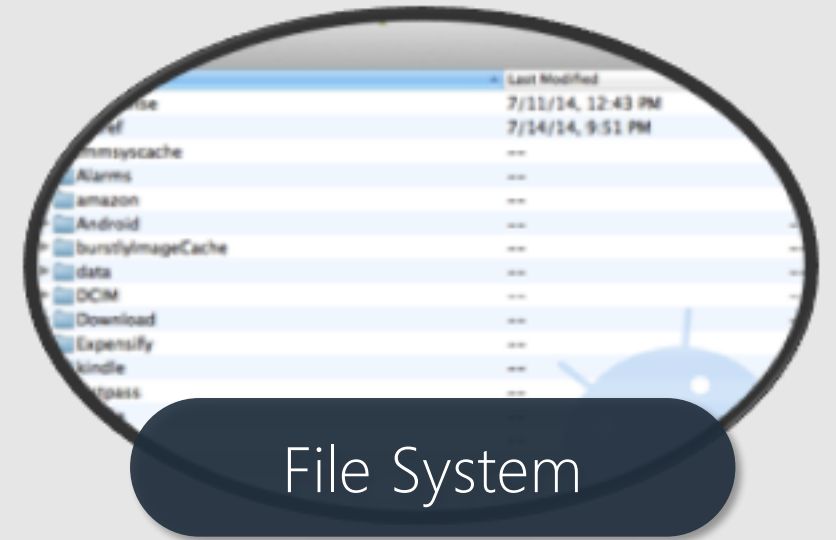 Last Modified
7/11/14, 12:43 PM
7/14/14, 9:51 PM
mmsyscache --
Alarms --
amazon --
Android --
burstlyImageCache --
data --
DCIM --
Download --
Expensify --
kindle --
--
File System